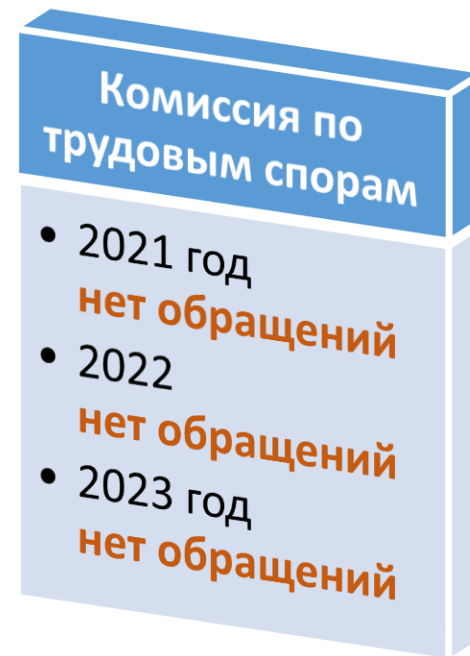 Комиссия по
трудовым спорам
• 2021 год
нет обращений
• 2022
нет обращений
• 2023 год
нет обращений